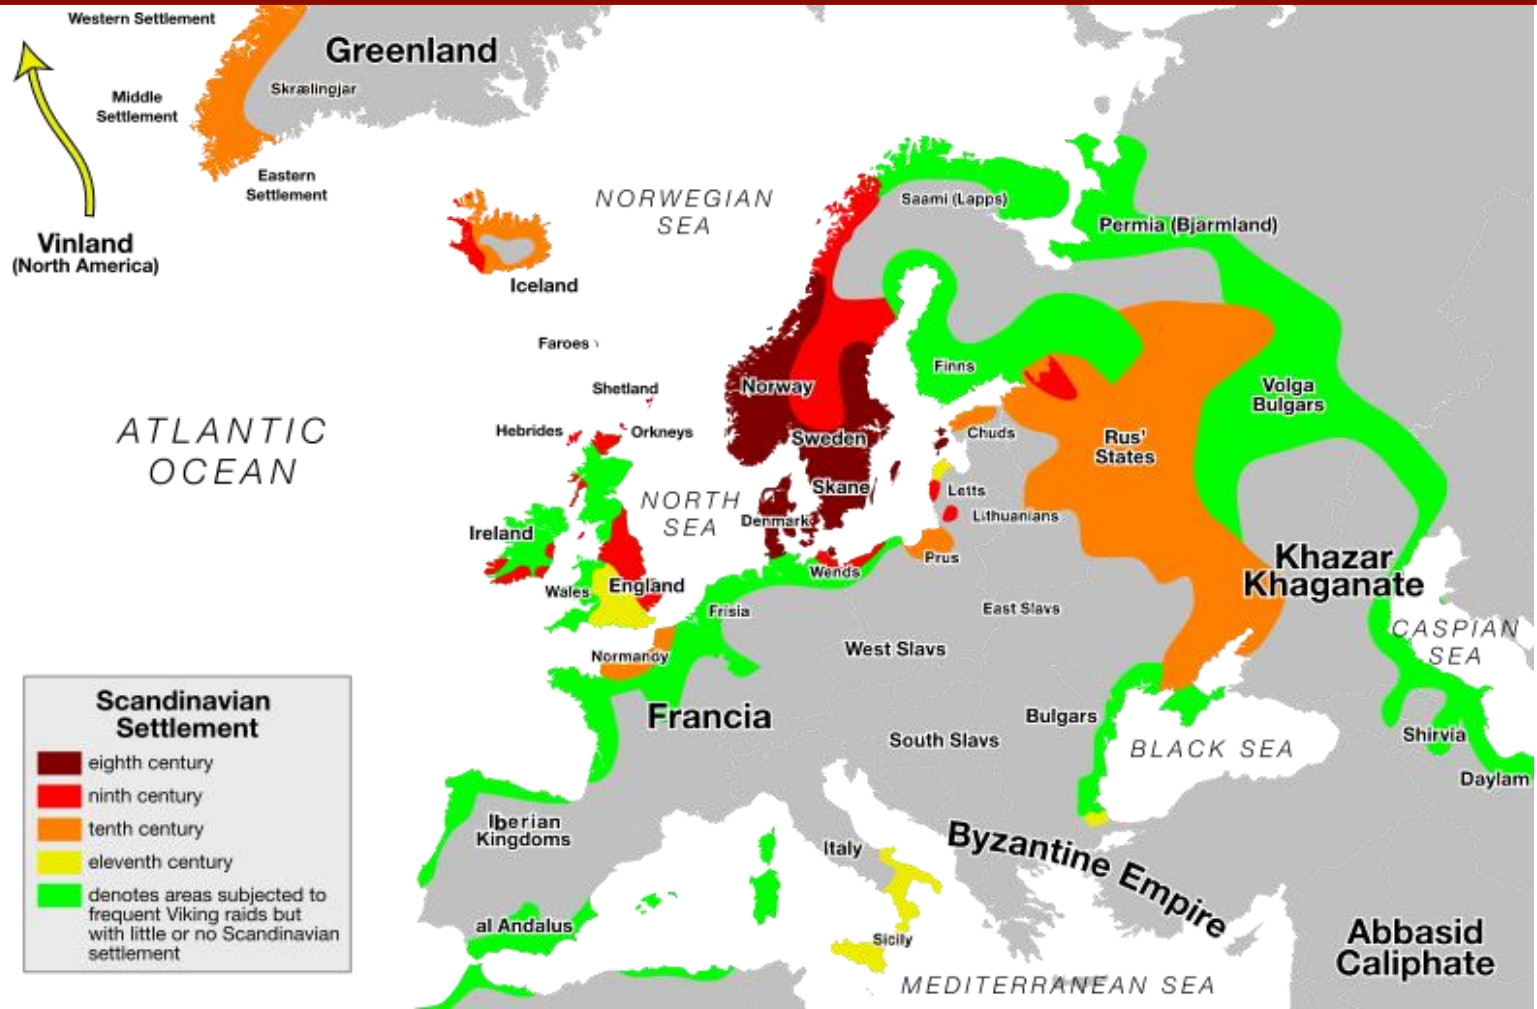 Western Settlement
Greenland
Skrælingjar
Middle
Settlement
Eastern
Settlement
Vinland
(North America)
NORWEGIAN
SEA
Saami (Lapps)
Permia (Bjarmland)
Iceland
Faroes
Shetland
Hebrides
Orkneys
ATLANTIC
OCEAN
Norway
Sweden
Skane
Denmark
Finns
Chuds
Rus'
States
Volga
Bulgars
NORTH
SEA
Letts
Lithuanians
Ireland
Wales
England
Wends
Prus
Frisia
East Slavs
Khazar
Khaganate
CASPIAN
SEA
Normandy
West Slavs
Francia
South Slavs
Bulgars
BLACK SEA
Shirvia
Daylam
Scandinavian
Settlement
eighth century
ninth century
tenth century
eleventh century
denotes areas subjected to
frequent Viking raids but
with little or no Scandinavian
settlement
Iberian
Kingdoms
al Andalus
Italy
Sicily
Byzantine Empire
MEDITERRANEAN SEA
Abbasid
Caliphate